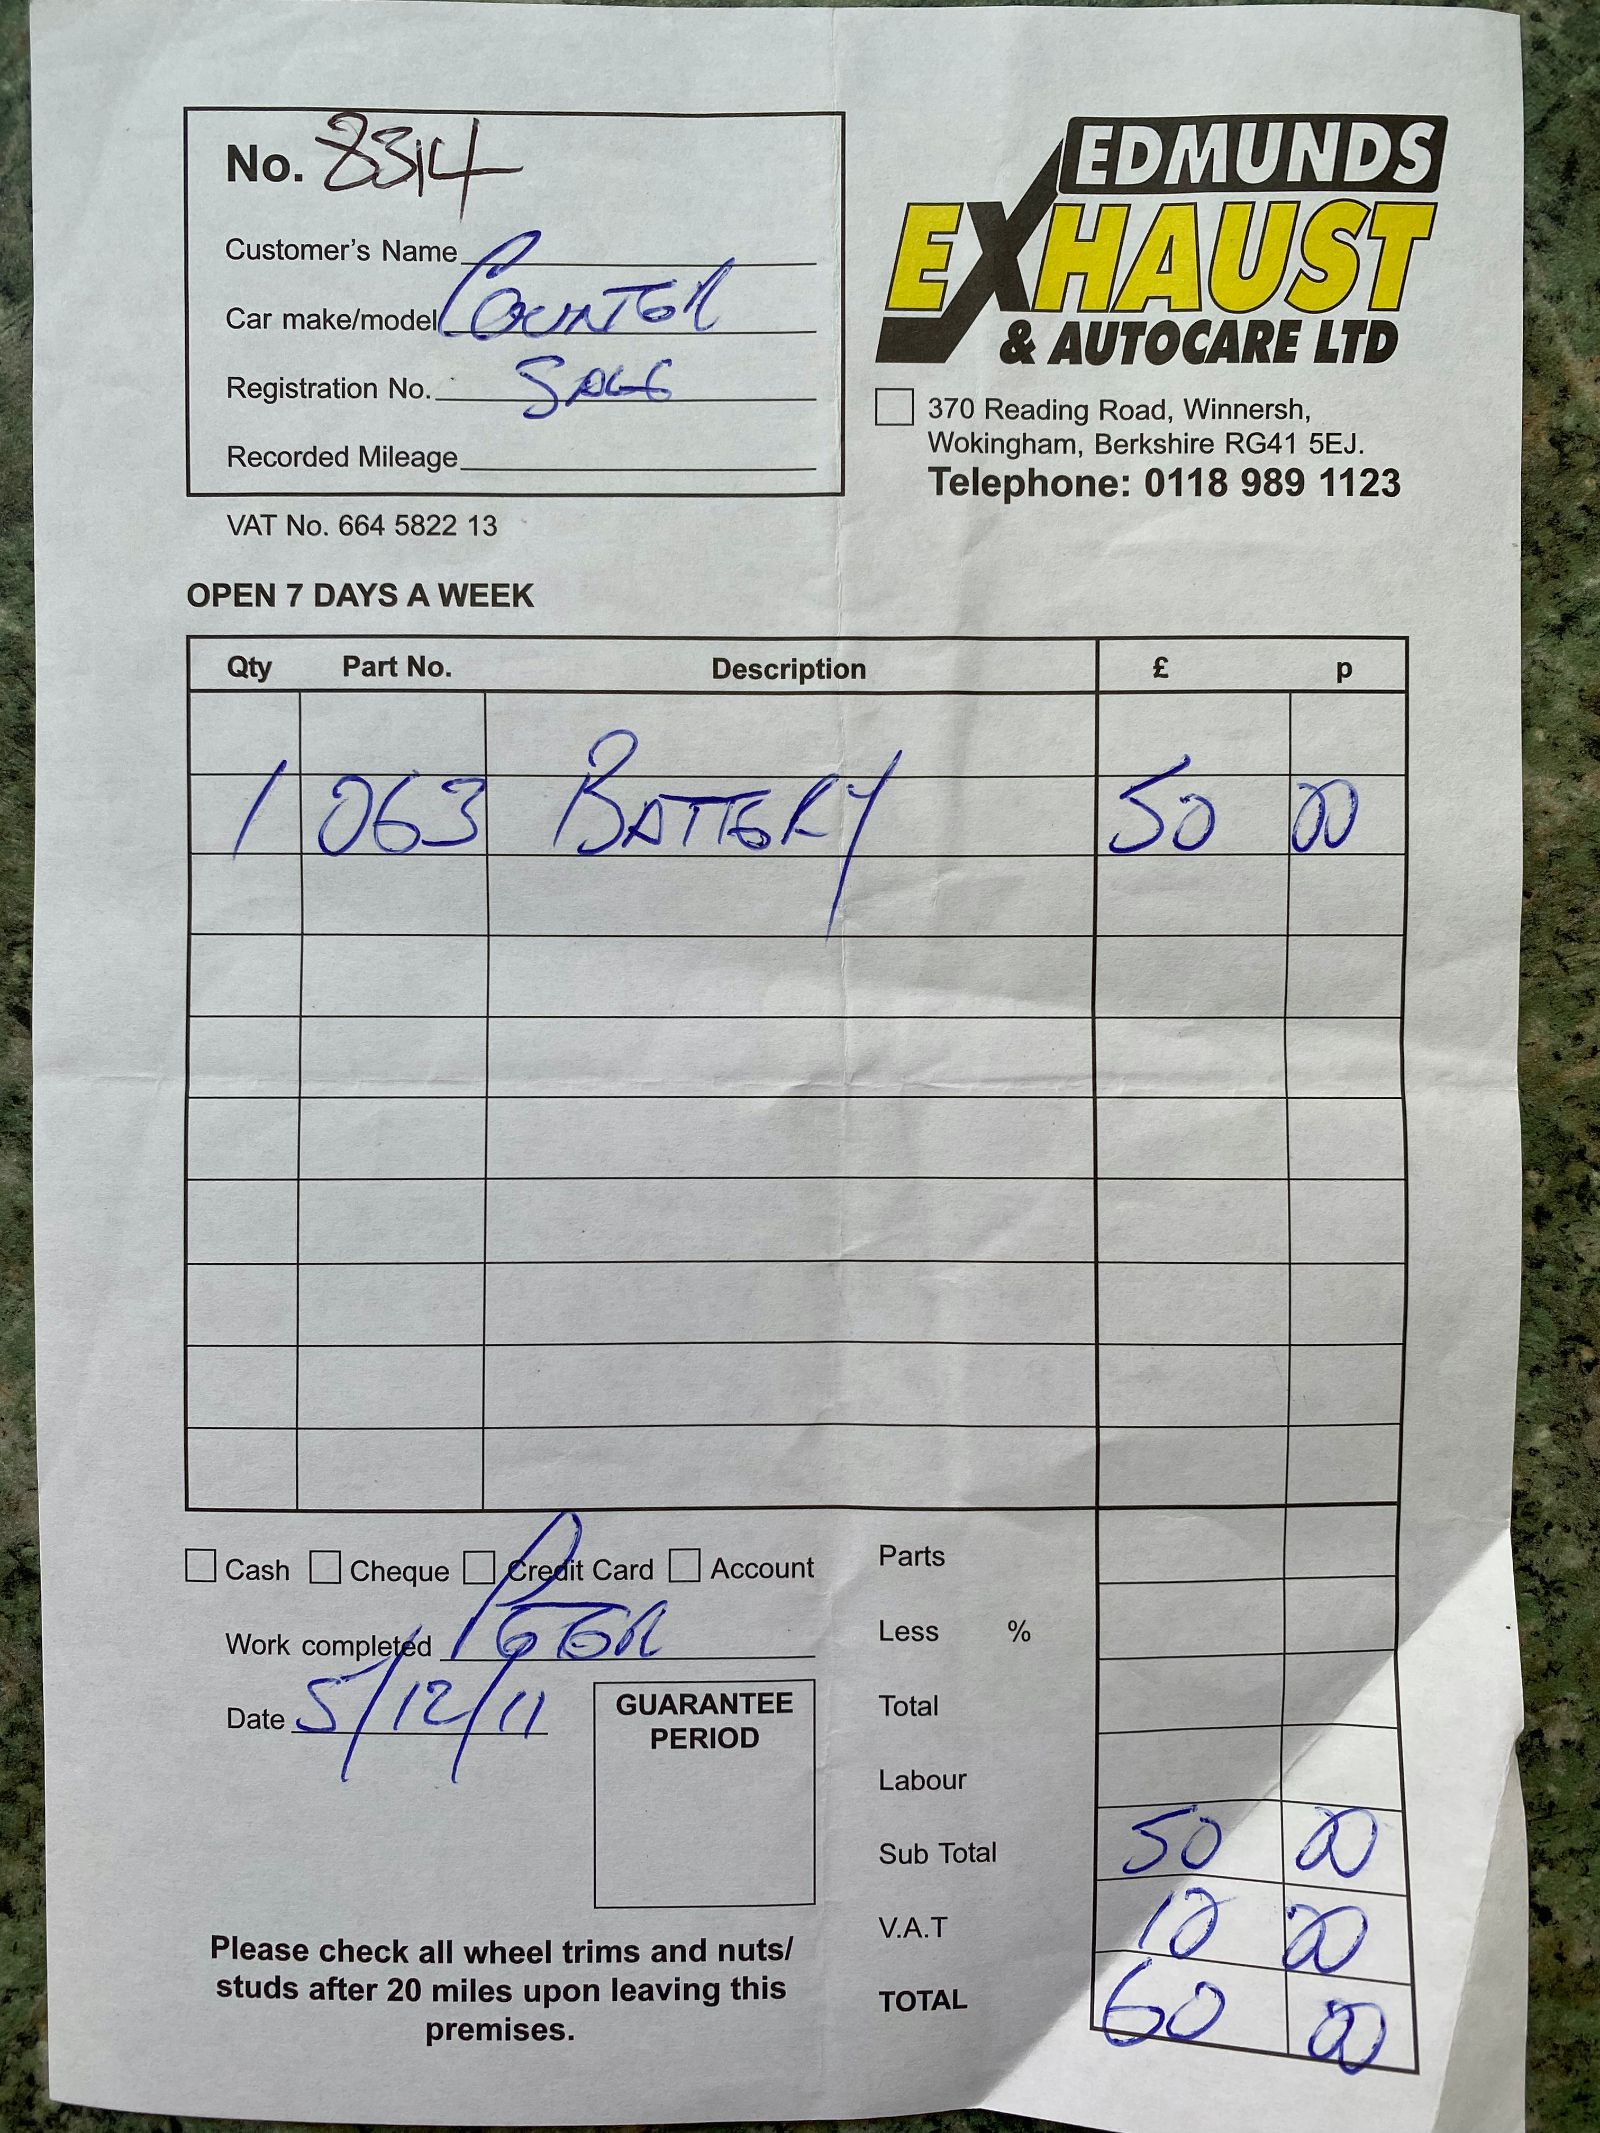 No. 8314
Customer's Name
Car make/model COUNTER
Registration No. SALE
Recorded Mileage
VAT No. 664 5822 13
EDMUNDS
EXHAUST
& AUTOCARE LTD
370 Reading Road, Winnersh,
Wokingham, Berkshire RG41 5EJ.
Telephone: 0118 989 1123
OPEN 7 DAYS A WEEK
Qty Part No. Description £ p
1 063 BATTERY 50 00
Cash Cheque Credit Card Account
Work completed PETER
Date 5/12/11
GUARANTEE
PERIOD
Please check all wheel trims and nuts/
studs after 20 miles upon leaving this
premises.
Parts
Less %
Total
Labour
Sub Total 50 00
V.A.T 10 00
TOTAL 60 00